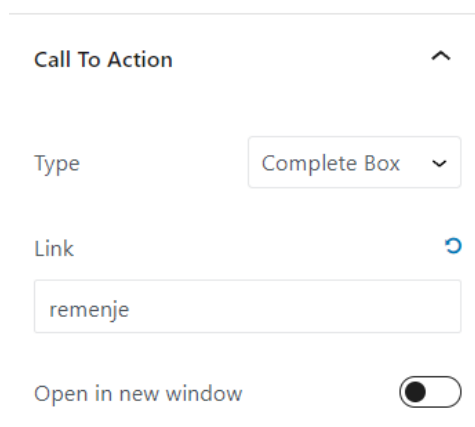 Call To Action
Type Complete Box
Link
remenje
Open in new window